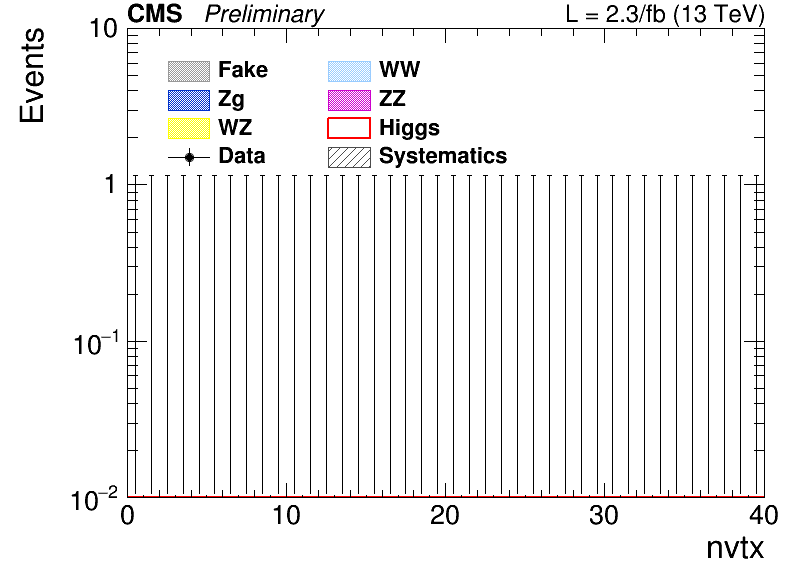 CMS Preliminary L = 2.3/fb (13 TeV)
Events
10
1
10⁻¹
10⁻²
Fake WW
Zg ZZ
WZ Higgs
Data Systematics
0 10 20 30 40
nvtx